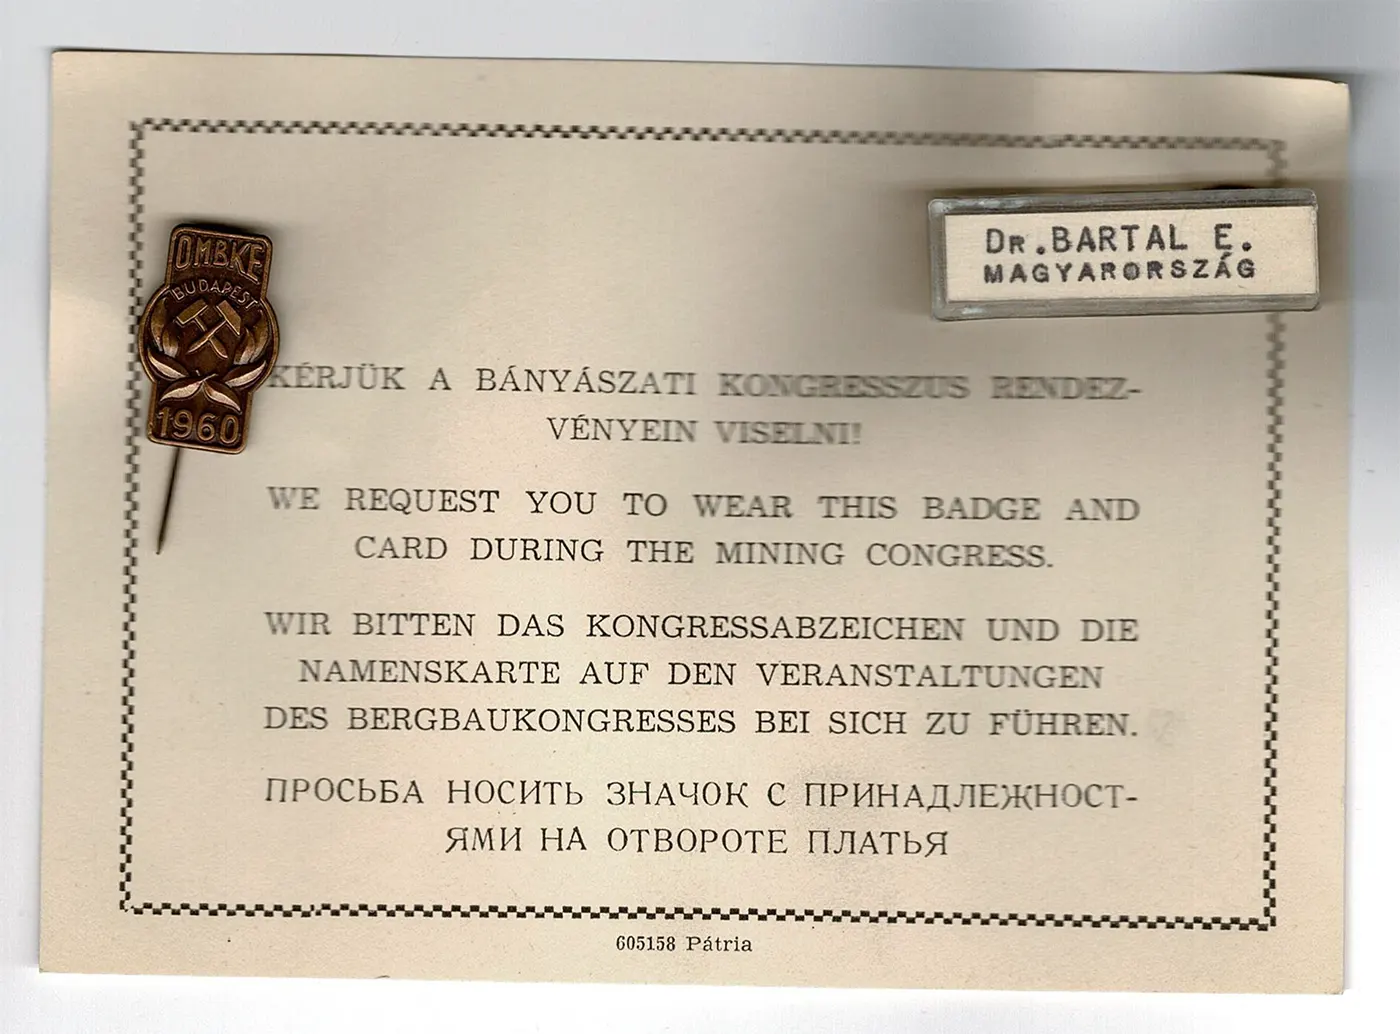 OMBKE
BUDAPEST
1960
DR. BARTAL E.
MAGYARORSZÁG
KÉRJÜK A BÁNYÁSZATI KONGRESSZUS RENDEZ-
VÉNYEIN VISELNI!
WE REQUEST YOU TO WEAR THIS BADGE AND
CARD DURING THE MINING CONGRESS.
WIR BITTEN DAS KONGRESSABZEICHEN UND DIE
NAMENSKARTE AUF DEN VERANSTALTUNGEN
DES BERGBAUKONGRESSES BEI SICH ZU FÜHREN.
ПРОСЬБА НОСИТЬ ЗНАЧОК С ПРИНАДЛЕЖНОСТ-
ЯМИ НА ОТВОРОТЕ ПЛАТЬЯ
605158 Pátria